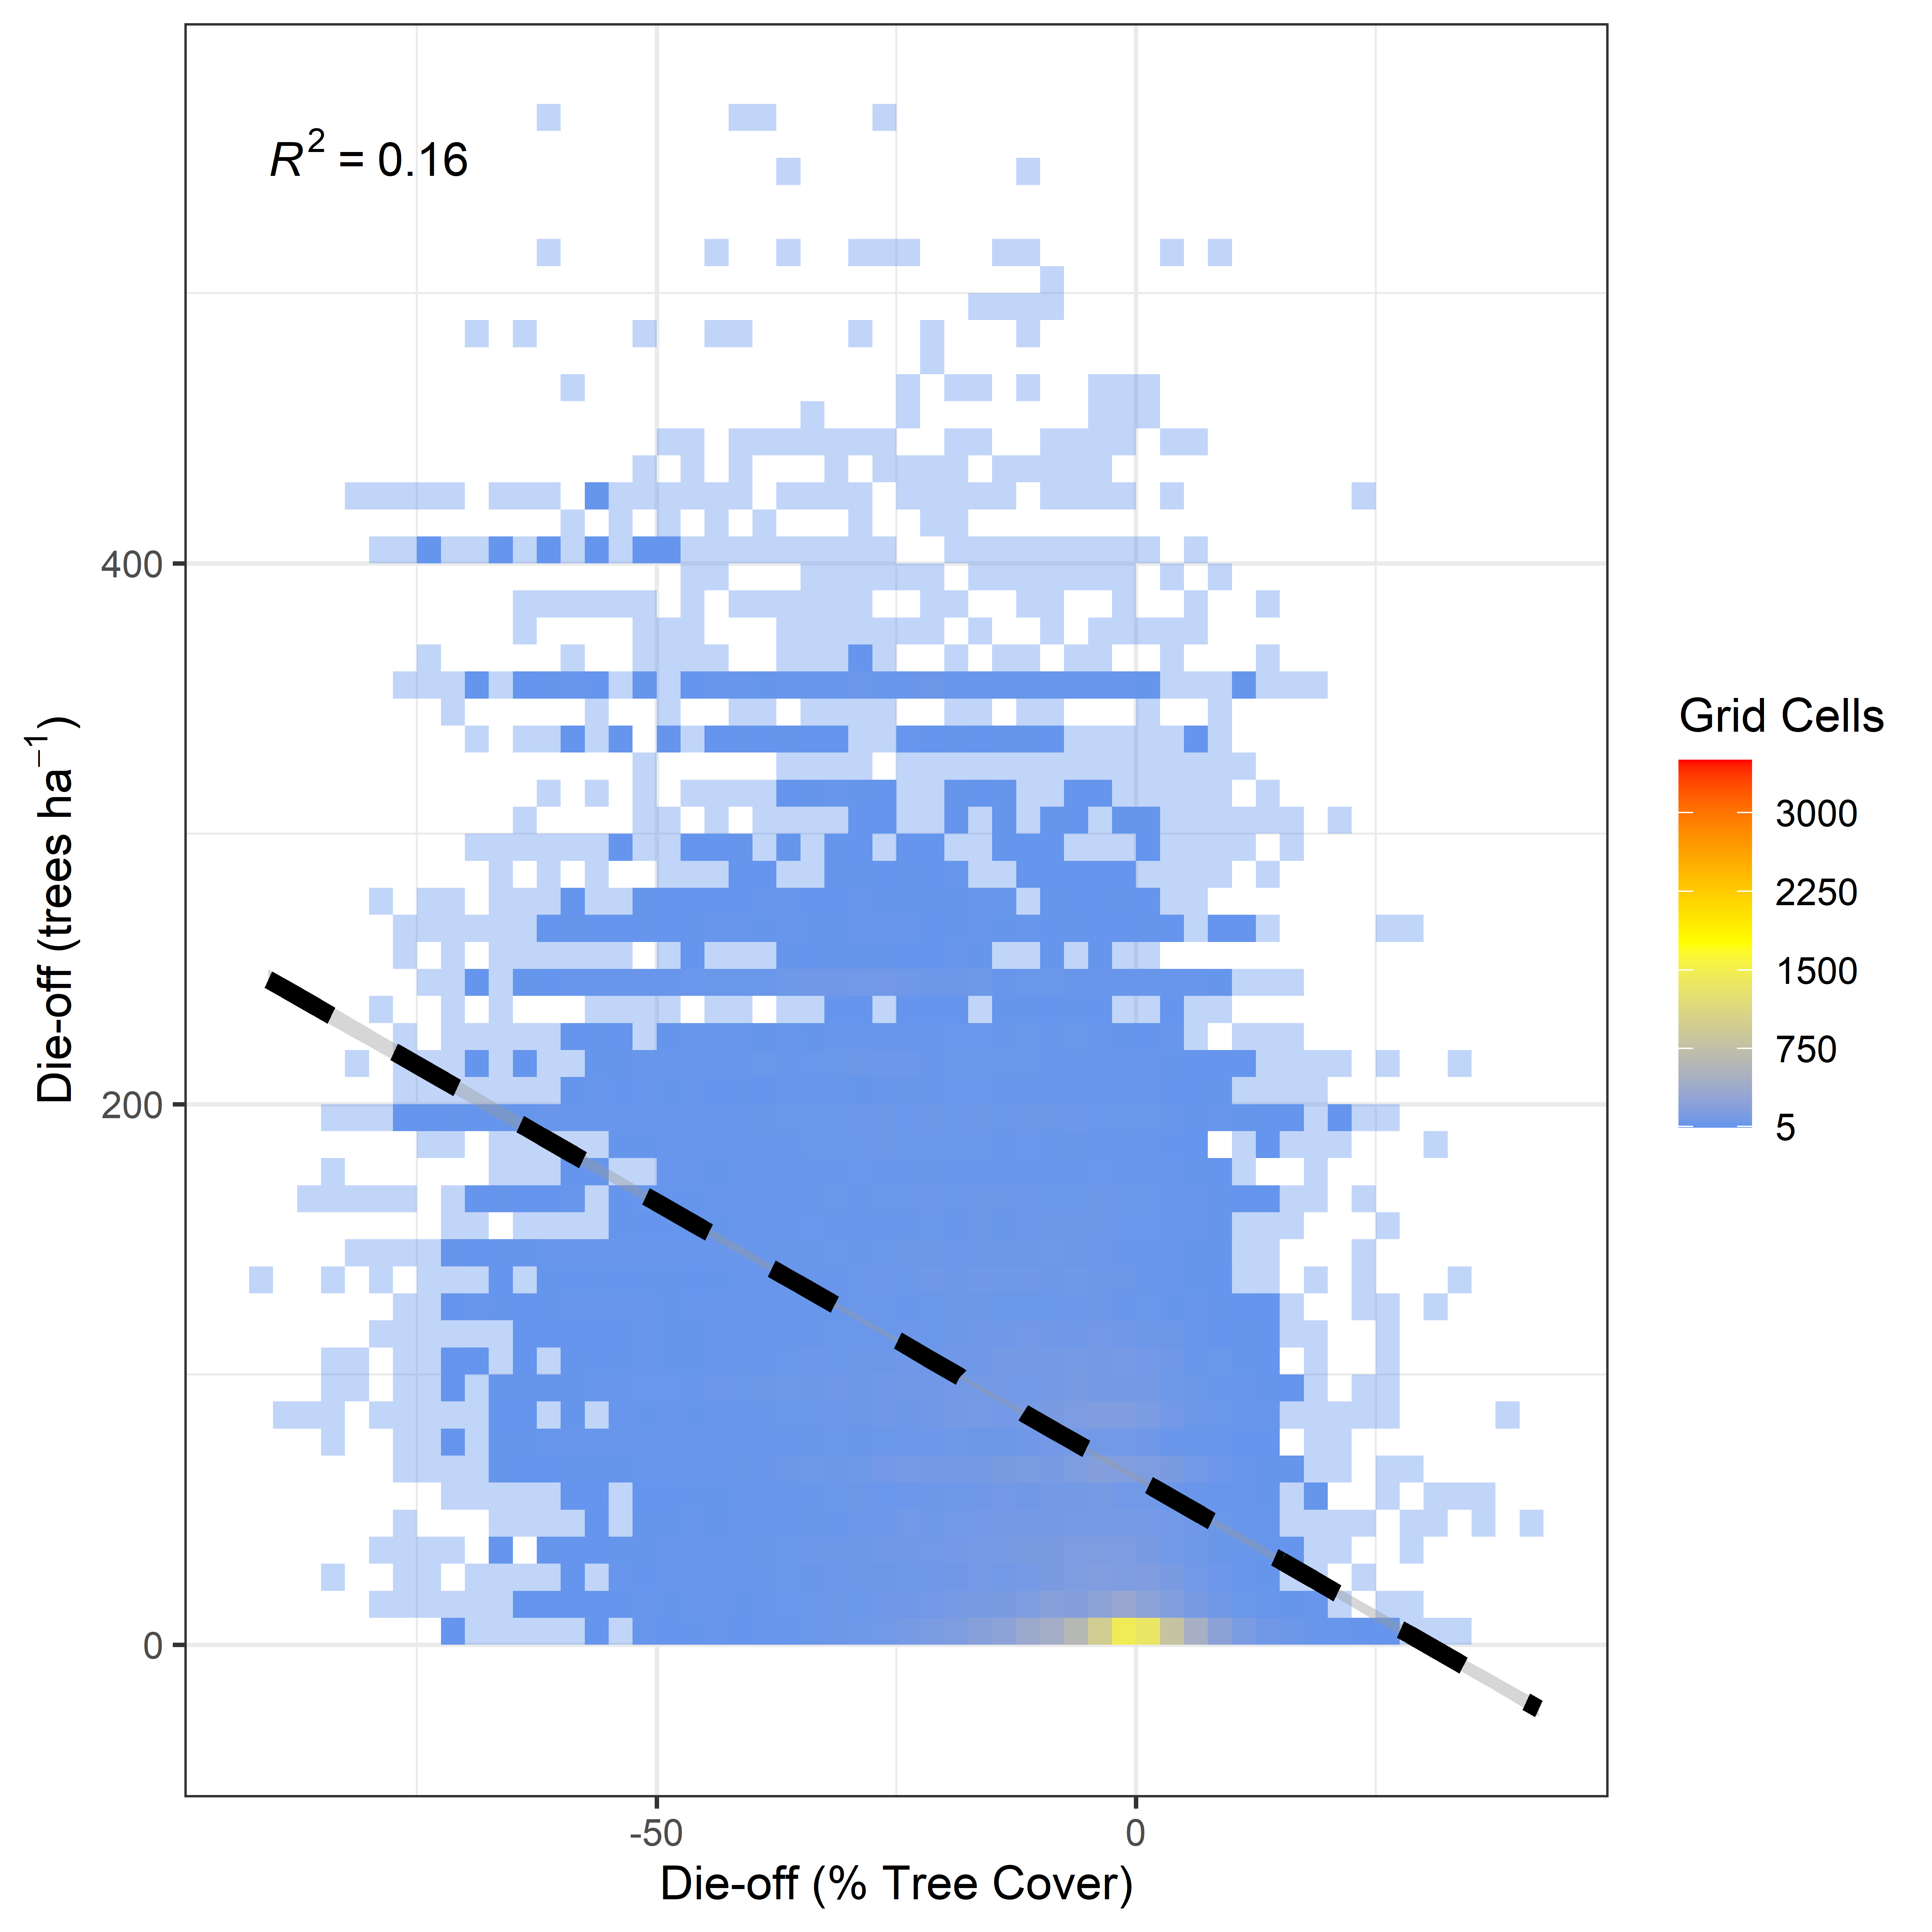 R² = 0.16
Die-off (trees ha⁻¹)
400
200
0
-50
0
Die-off (% Tree Cover)
Grid Cells
3000
2250
1500
750
5